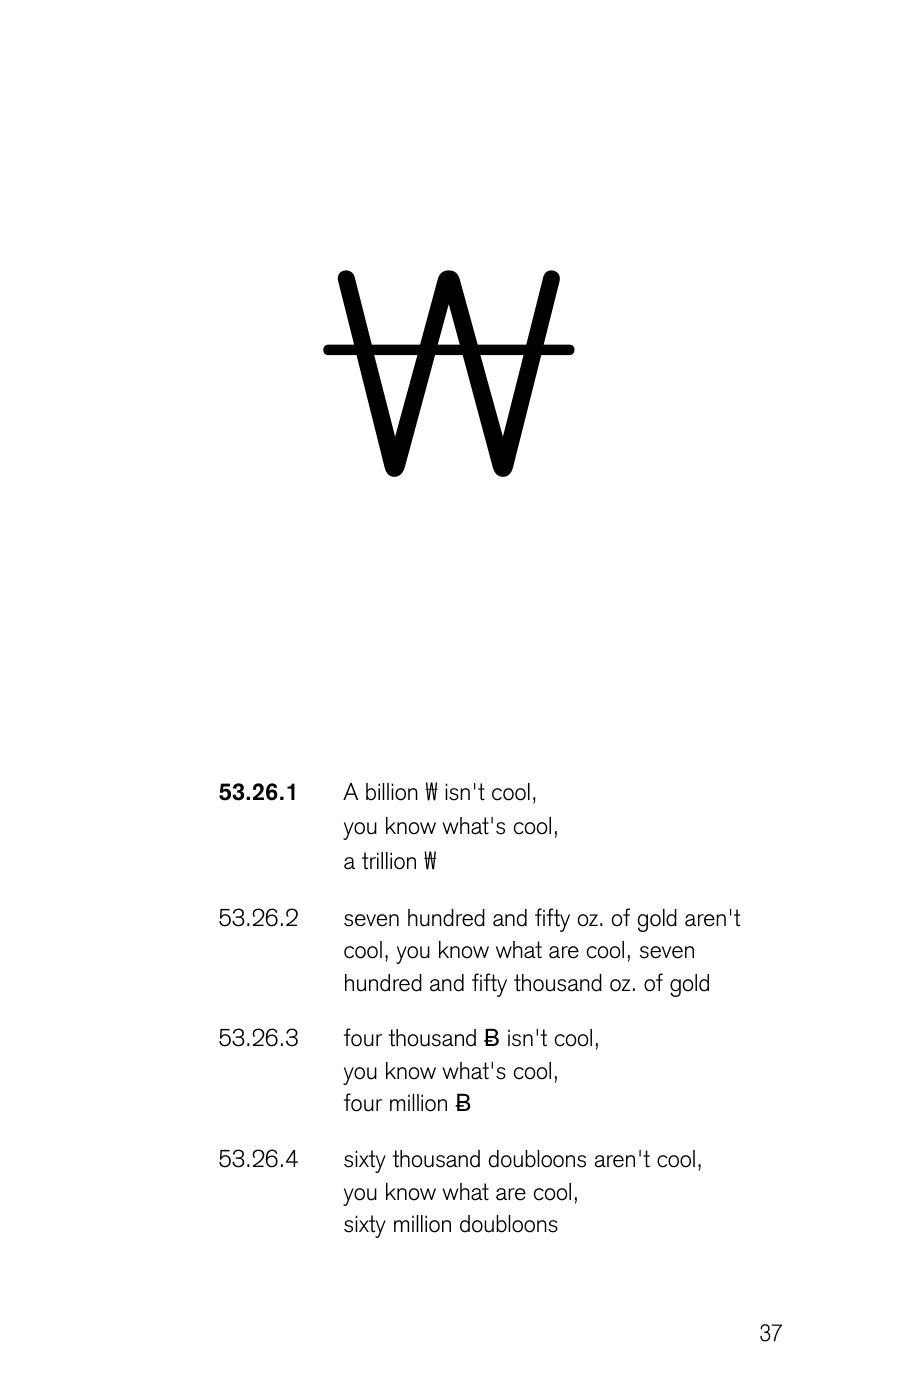 ₩
53.26.1 A billion ₩ isn't cool,
you know what's cool,
a trillion ₩
53.26.2 seven hundred and fifty oz. of gold aren't
cool, you know what are cool, seven
hundred and fifty thousand oz. of gold
53.26.3 four thousand Ƀ isn't cool,
you know what's cool,
four million Ƀ
53.26.4 sixty thousand doubloons aren't cool,
you know what are cool,
sixty million doubloons
37